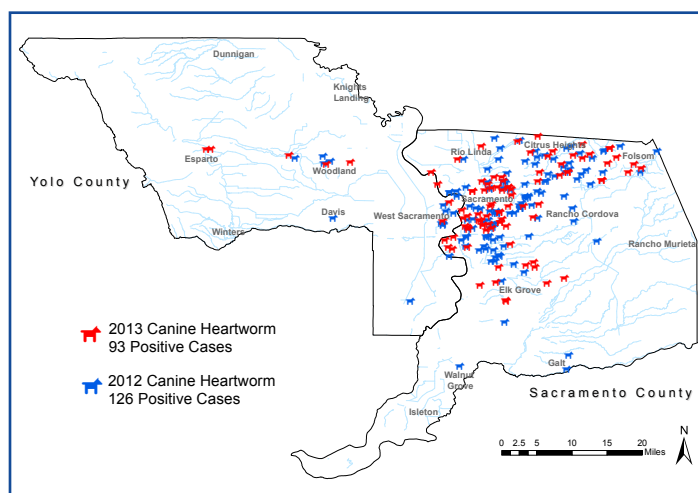 Dunnigan
Knights
Landing
Rio Linda
Citrus Heights
Folsom
Esparto
Woodland
Yolo County
Sacramento
Davis
West Sacramento
Rancho Cordova
Winters
Rancho Murieta
Elk Grove
2013 Canine Heartworm
93 Positive Cases
2012 Canine Heartworm
126 Positive Cases
Galt
Walnut
Grove
Sacramento County
Isleton
N
0 2.5 5 10 15 20
Miles